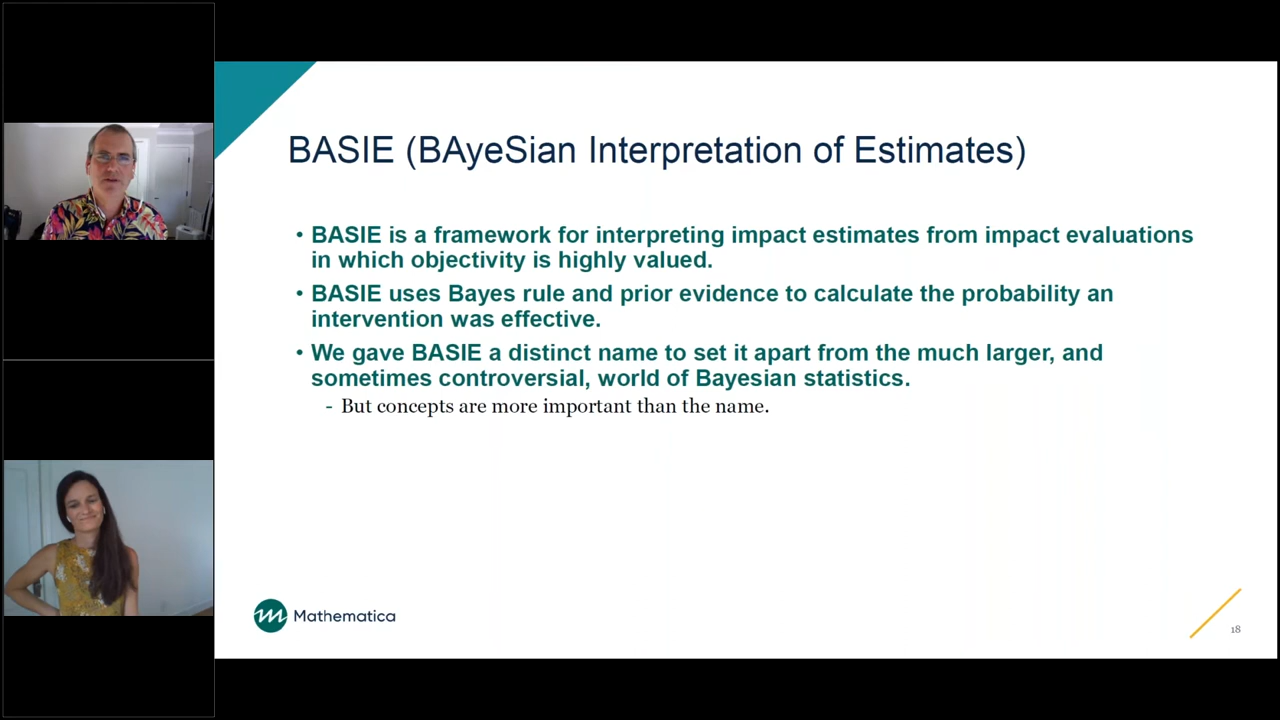 BASIE (BAyeSian Interpretation of Estimates)
• BASIE is a framework for interpreting impact estimates from impact evaluations
in which objectivity is highly valued.
• BASIE uses Bayes rule and prior evidence to calculate the probability an
intervention was effective.
• We gave BASIE a distinct name to set it apart from the much larger, and
sometimes controversial, world of Bayesian statistics.
- But concepts are more important than the name.
Mathematica
18